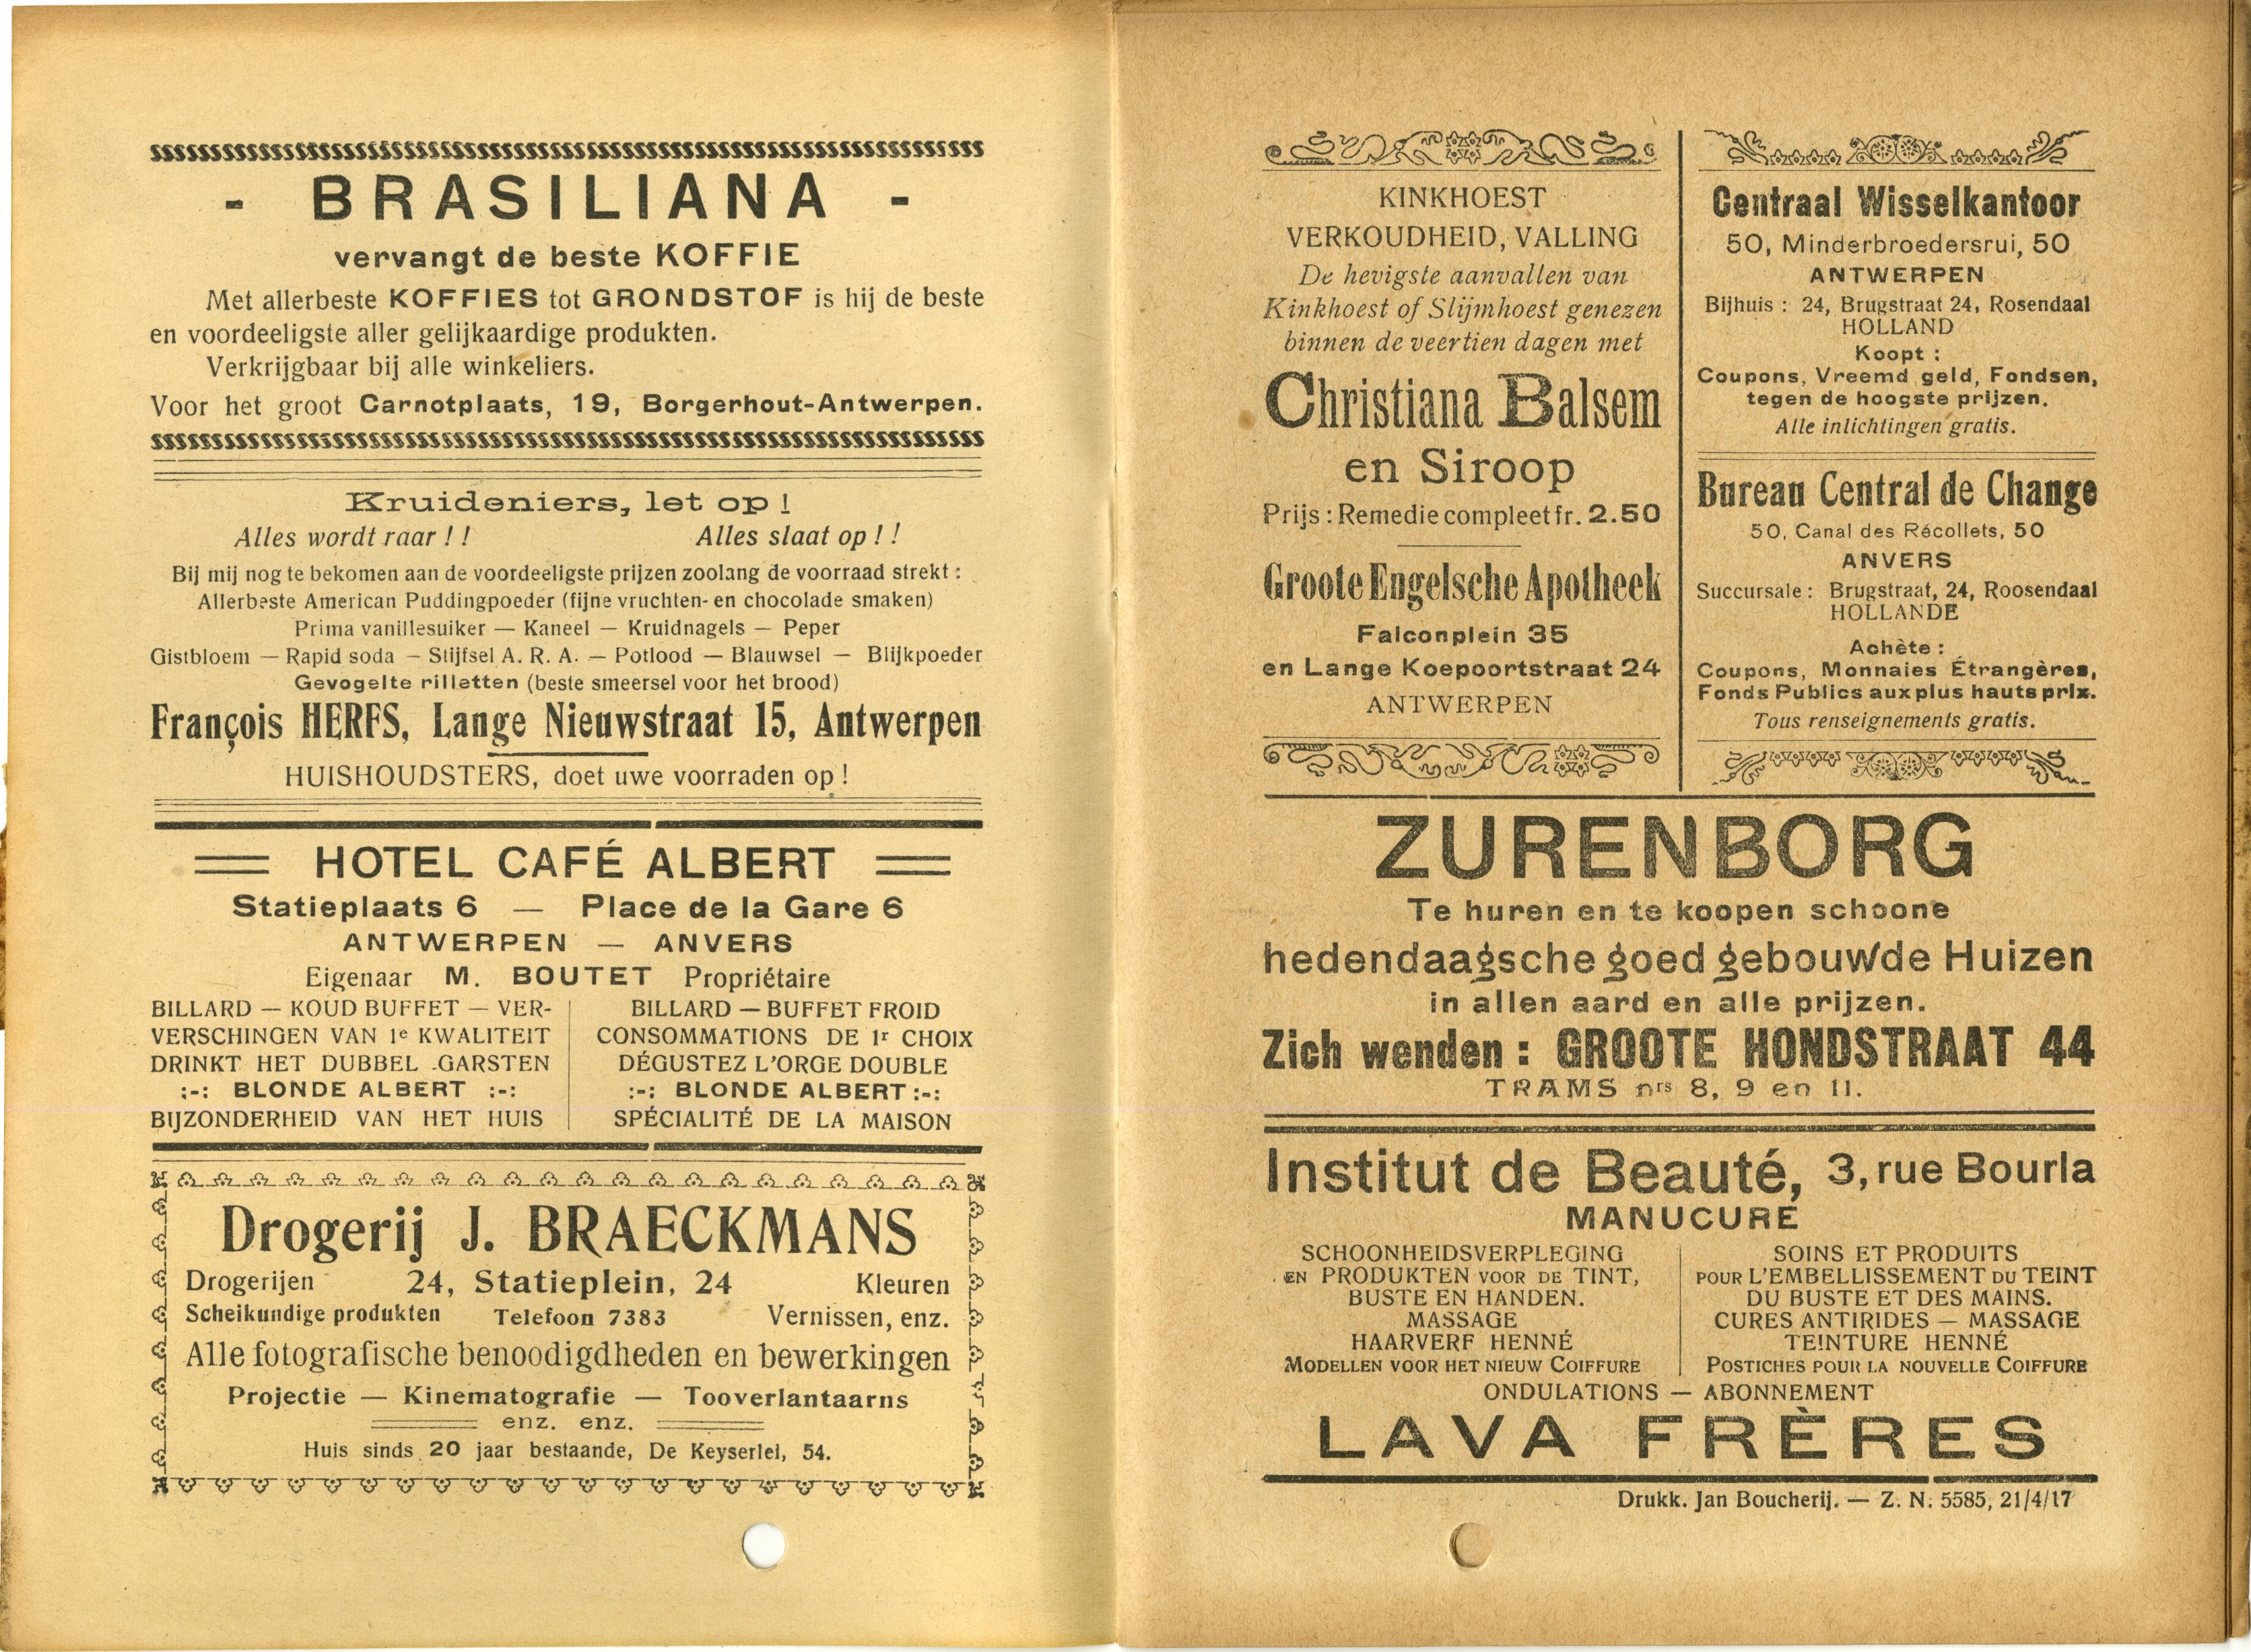 - BRASILIANA -
vervangt de beste KOFFIE
Met allerbeste KOFFIES tot GRONDSTOF is hij de beste
en voordeeligste aller gelijkaardige produkten.
Verkrijgbaar bij alle winkeliers.
Voor het groot Carnotplaats, 19, Borgerhout-Antwerpen.
Kruideniers, let op !
Alles wordt raar ! ! Alles slaat op ! !
Bij mij nog te bekomen aan de voordeeligste prijzen zoolang de voorraad strekt :
Allerbeste American Puddingpoeder (fijne vruchten- en chocolade smaken)
Prima vanillesuiker — Kaneel — Kruidnagels — Peper
Gistbloem — Rapid soda — Stijfsel A. R. A. — Potlood — Blauwsel — Blijkpoeder
Gevogelte rilletten (beste smeersel voor het brood)
François HERFS, Lange Nieuwstraat 15, Antwerpen
HUISHOUDSTERS, doet uwe voorraden op !
HOTEL CAFÉ ALBERT
Statieplaats 6 — Place de la Gare 6
ANTWERPEN — ANVERS
Eigenaar M. BOUTET Propriétaire
BILLARD — KOUD BUFFET — VER-
VERSCHINGEN VAN 1e KWALITEIT
DRINKT HET DUBBEL -GARSTEN
:-: BLONDE ALBERT :-:
BIJZONDERHEID VAN HET HUIS
BILLARD — BUFFET FROID
CONSOMMATIONS DE 1r CHOIX
DÉGUSTEZ L'ORGE DOUBLE
:-: BLONDE ALBERT :-:
SPÉCIALITÉ DE LA MAISON
Drogerij J. BRAECKMANS
Drogerijen 24, Statieplein, 24 Kleuren
Scheikundige produkten Telefoon 7383 Vernissen, enz.
Alle fotografische benoodigdheden en bewerkingen
Projectie — Kinematografie — Tooverlantaarns
enz. enz.
Huis sinds 20 jaar bestaande, De Keyserlei, 54.
KINKHOEST
VERKOUDHEID, VALLING
De hevigste aanvallen van
Kinkhoest of Slijmhoest genezen
binnen de veertien dagen met
Christiana Balsem
en Siroop
Prijs : Remedie compleet fr. 2.50
Groote Engelsche Apotheek
Falconplein 35
en Lange Koepoortstraat 24
ANTWERPEN
Centraal Wisselkantoor
50, Minderbroedersrui, 50
ANTWERPEN
Bijhuis : 24, Brugstraat 24, Rosendaal
HOLLAND
Koopt :
Coupons, Vreemd geld, Fondsen,
tegen de hoogste prijzen.
Alle inlichtingen gratis.
Bureau Central de Change
50, Canal des Récollets, 50
ANVERS
Succursale : Brugstraat, 24, Roosendaal
HOLLANDE
Achète :
Coupons, Monnaies Étrangères,
Fonds Publics aux plus hauts prix.
Tous renseignements gratis.
ZURENBORG
Te huren en te koopen schoone
hedendaagsche goed gebouwde Huizen
in allen aard en alle prijzen.
Zich wenden : GROOTE HONDSTRAAT 44
TRAMS nrs 8, 9 en 11.
Institut de Beauté, 3, rue Bourla
MANUCURE
SCHOONHEIDSVERPLEGING
EN PRODUKTEN VOOR DE TINT,
BUSTE EN HANDEN.
MASSAGE
HAARVERF HENNÉ
MODELLEN VOOR HET NIEUW COIFFURE
SOINS ET PRODUITS
POUR L'EMBELLISSEMENT DU TEINT
DU BUSTE ET DES MAINS.
CURES ANTIRIDES — MASSAGE
TEINTURE HENNÉ
POSTICHES POUR LA NOUVELLE COIFFURE
ONDULATIONS — ABONNEMENT
LAVA FRÈRES
Drukk. Jan Boucherij. — Z. N. 5585, 21/4/17